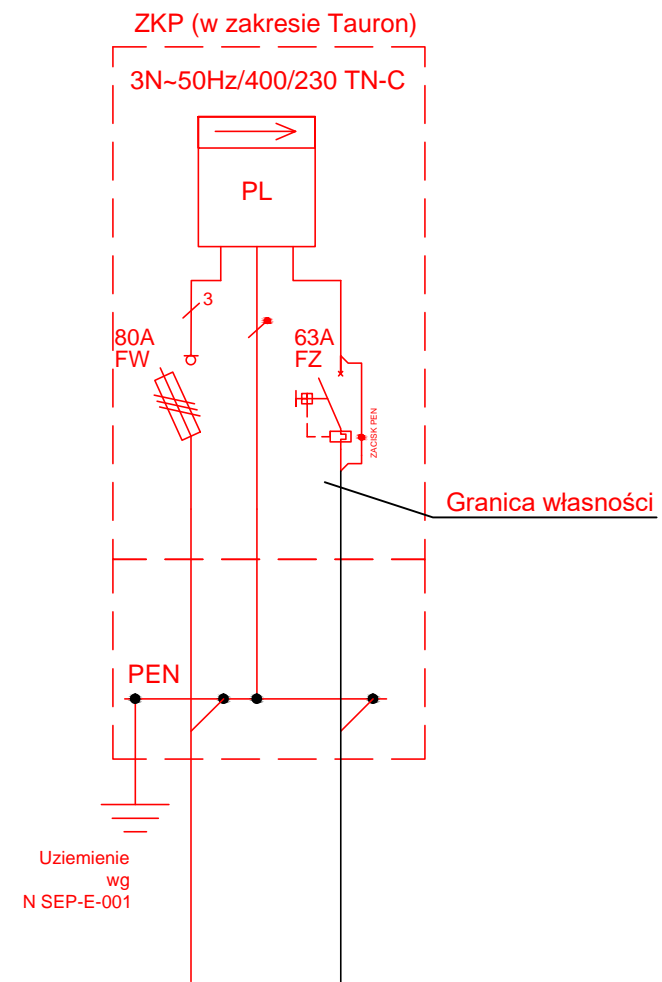 ZKP (w zakresie Tauron)
3N~50Hz/400/230 TN-C
PL
3
80A
FW
63A
FZ
ZACISK PEN
Granica własności
PEN
Uziemienie
wg
N SEP-E-001